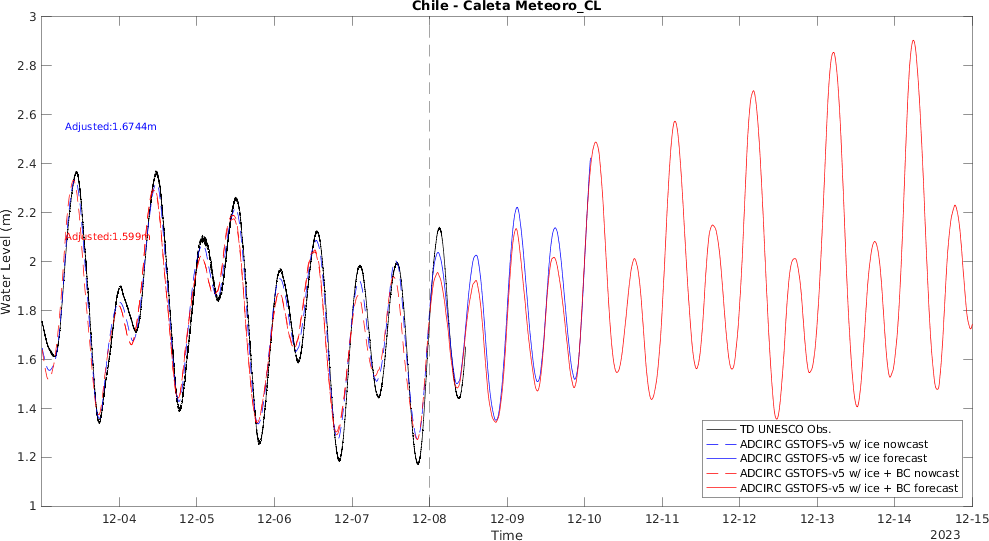 Chile - Caleta Meteoro_CL
3
2.8
2.6
2.4
2.2
2
1.8
1.6
1.4
1.2
1
Water Level (m)
Adjusted:1.6744m
Adjusted:1.599m
TD UNESCO Obs.
ADCIRC GSTOFS-v5 w/ ice nowcast
ADCIRC GSTOFS-v5 w/ ice forecast
ADCIRC GSTOFS-v5 w/ ice + BC nowcast
ADCIRC GSTOFS-v5 w/ ice + BC forecast
12-04 12-05 12-06 12-07 12-08 12-09 12-10 12-11 12-12 12-13 12-14 12-15
Time
2023